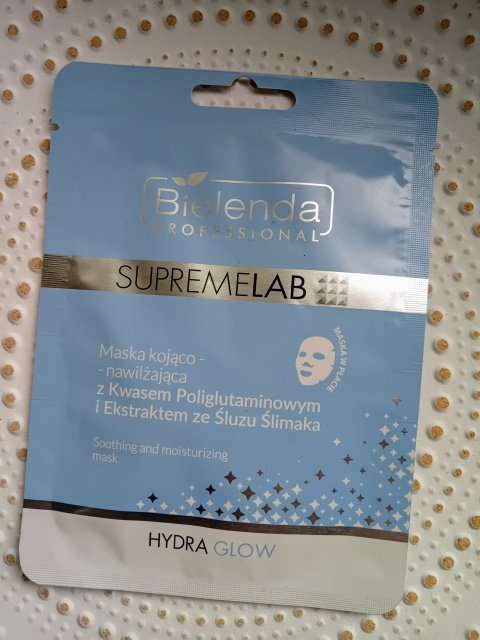 Bielenda
PROFESSIONAL
SUPREMELAB
MASKA W PŁACIE
Maska kojąco -
- nawilżająca
z Kwasem Poliglutaminowym
i Ekstraktem ze Śluzu Ślimaka
Soothing and moisturizing
mask
HYDRA GLOW